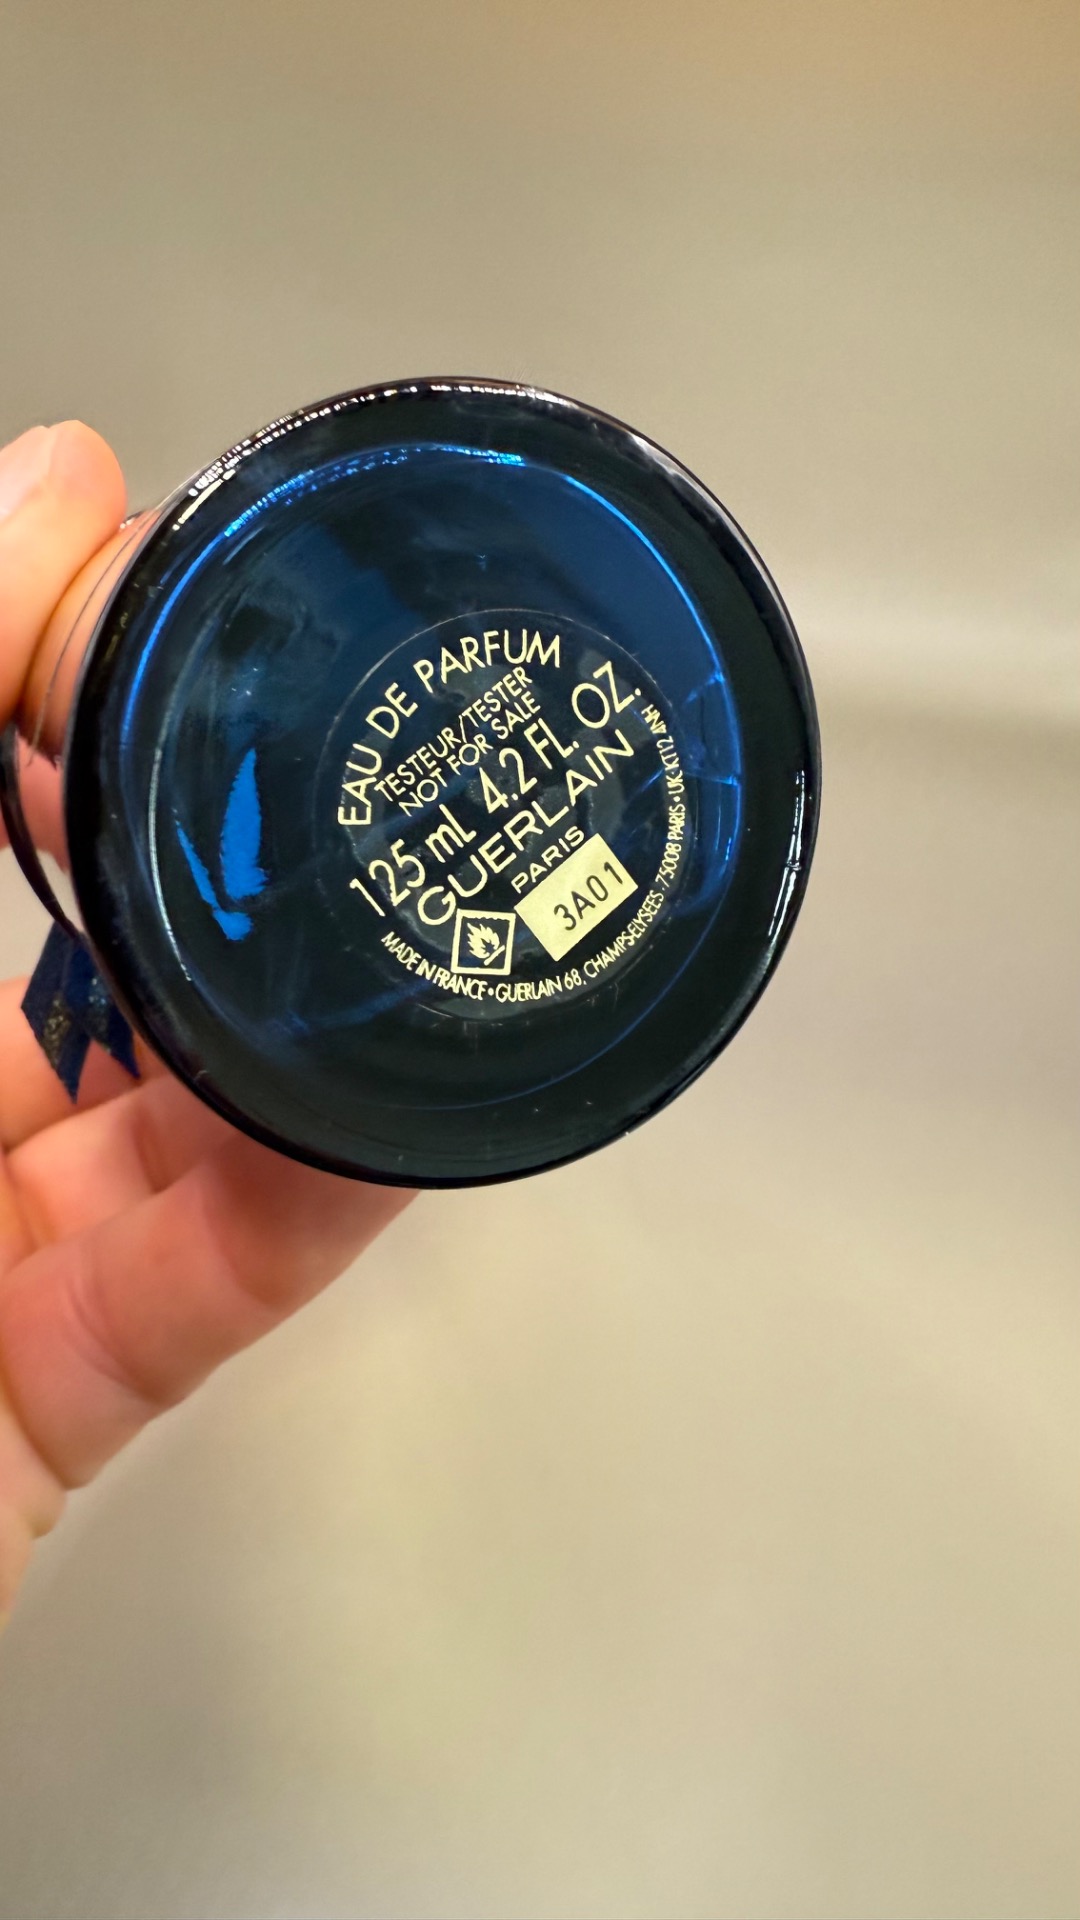 EAU DE PARFUM
TESTEUR/TESTER
NOT FOR SALE
125 ml 4.2 FL. OZ.
GUERLAIN
PARIS
3A01
MADE IN FRANCE • GUERLAIN 68, CHAMPS-ELYSEES . 75008 PARIS • UK KT12 4NH